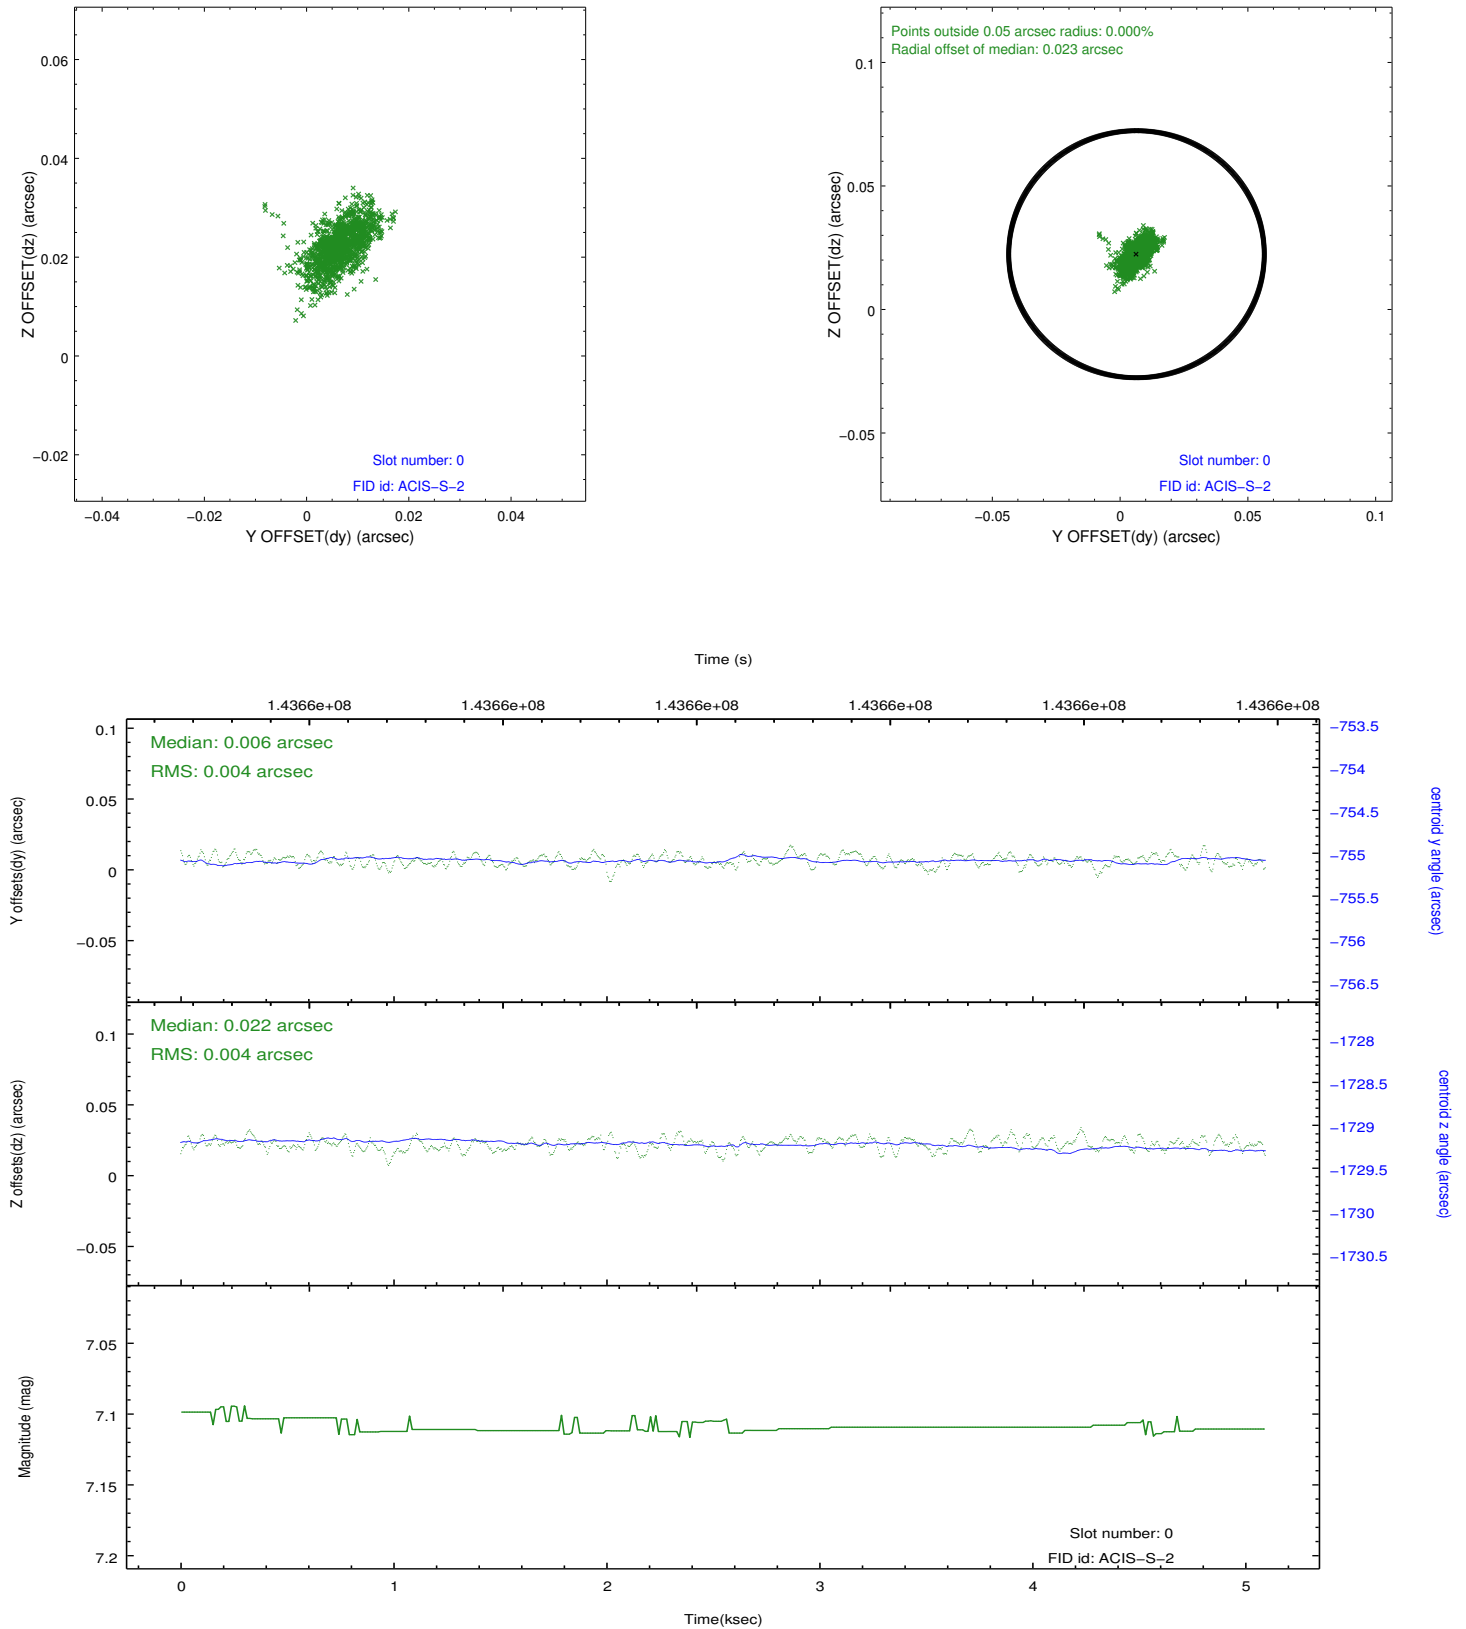 0.06
0.04
0.02
0
−0.02
Z OFFSET(dz) (arcsec)
Slot number: 0
FID id: ACIS−S−2
−0.04
−0.02
0
0.02
0.04
Y OFFSET(dy) (arcsec)
Points outside 0.05 arcsec radius: 0.000%
Radial offset of median: 0.023 arcsec
0.1
0.05
0
−0.05
Z OFFSET(dz) (arcsec)
Slot number: 0
FID id: ACIS−S−2
−0.05
0
0.05
0.1
Y OFFSET(dy) (arcsec)
Time (s)
1.4366e+08
1.4366e+08
1.4366e+08
1.4366e+08
1.4366e+08
1.4366e+08
Median: 0.006 arcsec
RMS: 0.004 arcsec
0.1
0.05
0
−0.05
Y offsets(dy) (arcsec)
−753.5
−754
−754.5
−755
−755.5
−756
−756.5
centroid y angle (arcsec)
Median: 0.022 arcsec
RMS: 0.004 arcsec
0.1
0.05
0
−0.05
Z offsets(dz) (arcsec)
−1728
−1728.5
−1729
−1729.5
−1730
−1730.5
centroid z angle (arcsec)
7.05
7.1
7.15
7.2
Magnitude (mag)
Slot number: 0
FID id: ACIS−S−2
0
1
2
3
4
5
Time(ksec)